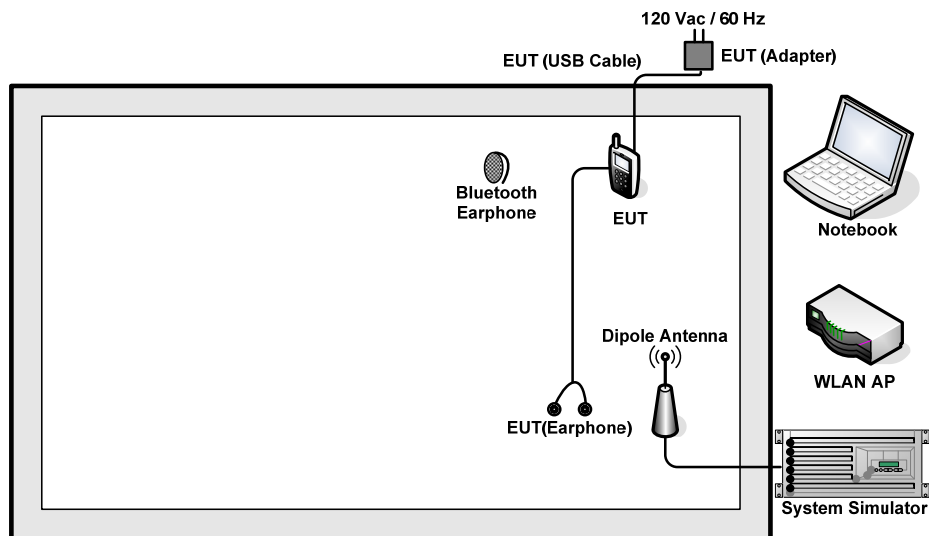 120 Vac / 60 Hz
EUT (USB Cable)
EUT (Adapter)
Bluetooth
Earphone
EUT
Notebook
Dipole Antenna
WLAN AP
EUT(Earphone)
System Simulator